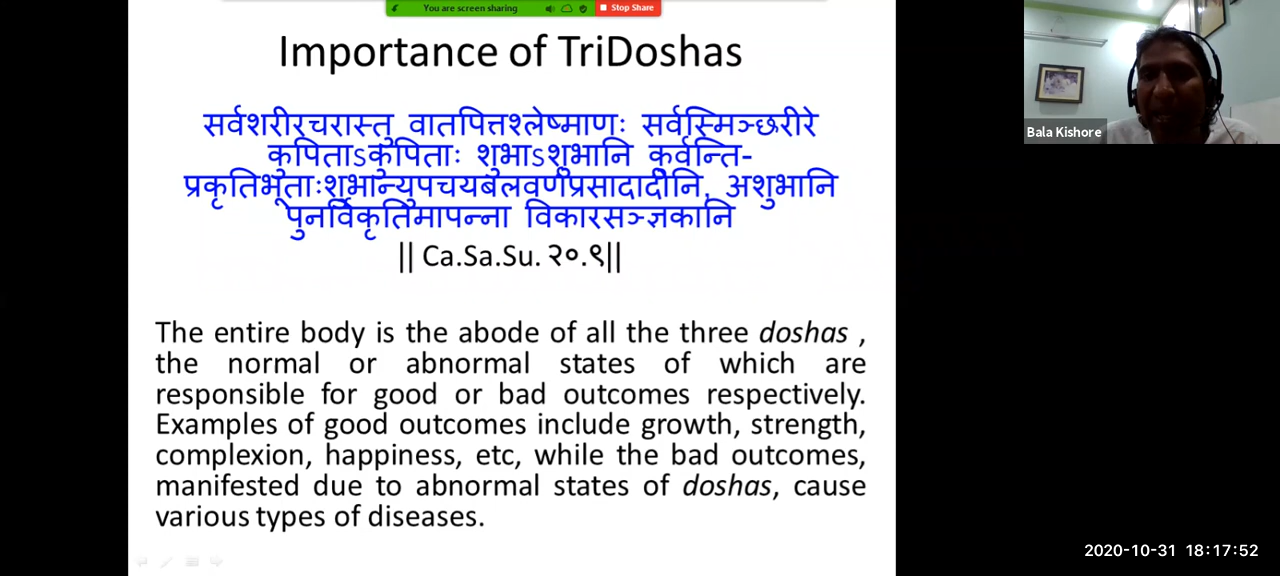 You are screen sharing
Stop Share
Importance of TriDoshas
सर्वशरीरचरास्तु वातपित्तश्लेष्माणः सर्वस्मिञ्छरीरे
कुपिताऽकुपिताः शुभाऽशुभानि कुर्वन्ति-
प्रकृतिभूताःशुभान्युपचयबलवर्णप्रसादादीनि, अशुभानि
पुनर्विकृतिमापन्ना विकारसञ्ज्ञकानि
|| Ca.Sa.Su. २०.९||
The entire body is the abode of all the three doshas ,
the normal or abnormal states of which are
responsible for good or bad outcomes respectively.
Examples of good outcomes include growth, strength,
complexion, happiness, etc, while the bad outcomes,
manifested due to abnormal states of doshas, cause
various types of diseases.
Bala Kishore
2020-10-31 18:17:52